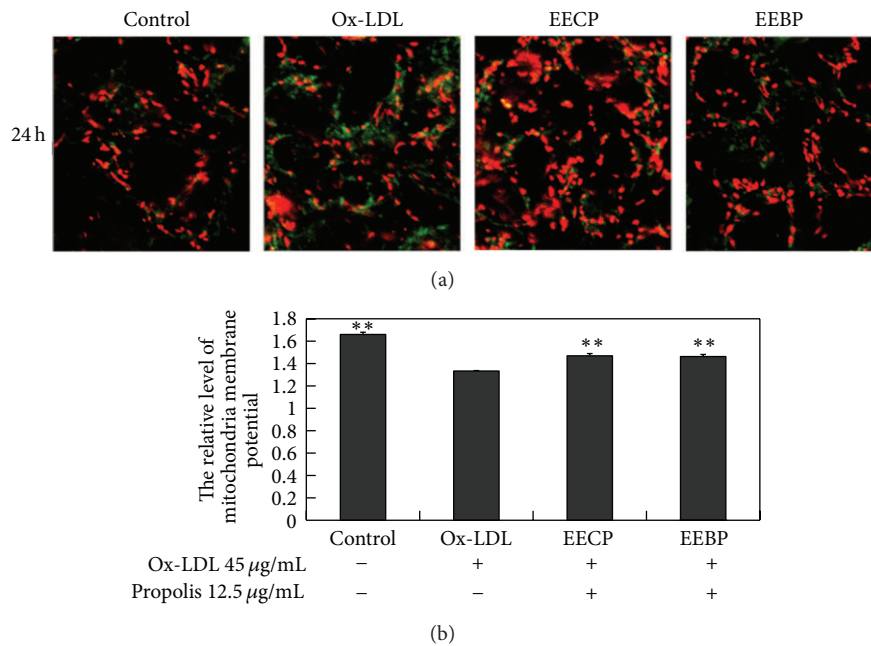 Control Ox-LDL EECP EEBP
24 h
(a)
The relative level of
mitochondria membrane
potential
1.8
1.6
1.4
1.2
1
0.8
0.6
0.4
0.2
0
** ** **
Control Ox-LDL EECP EEBP
Ox-LDL 45 μg/mL − + + +
Propolis 12.5 μg/mL − − + +
(b)